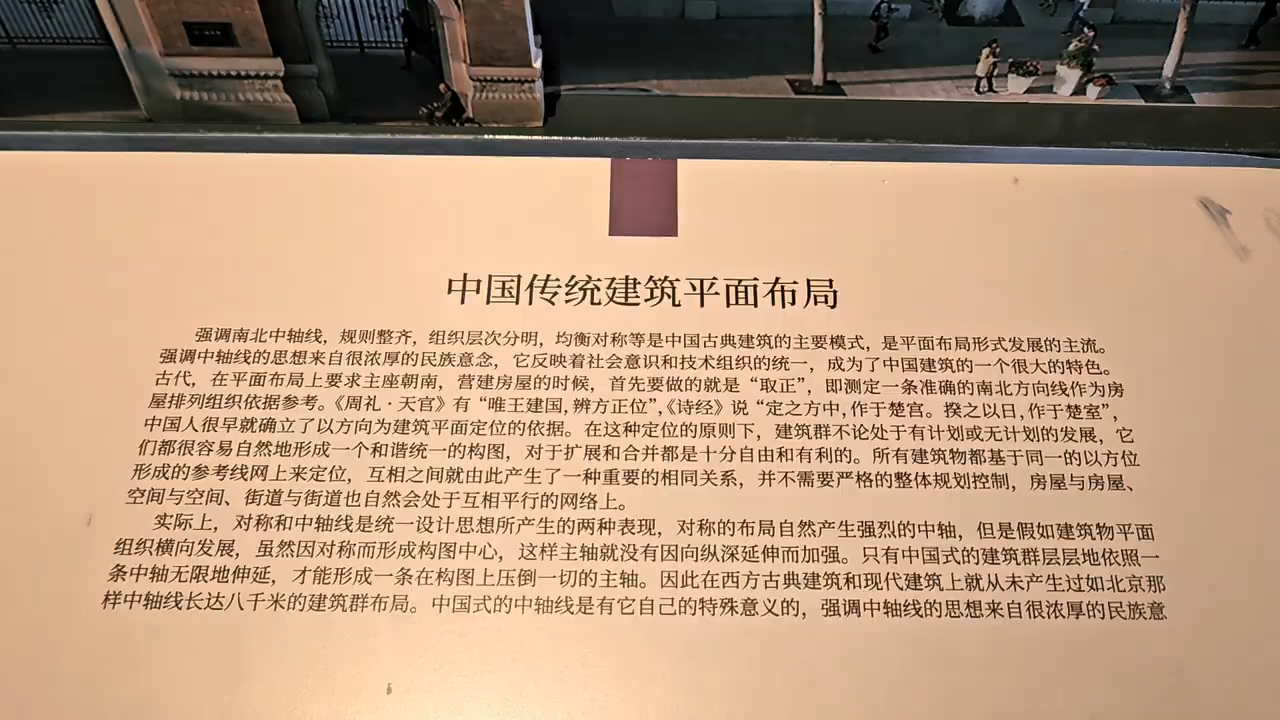 中国传统建筑平面布局
强调南北中轴线，规则整齐，组织层次分明，均衡对称等是中国古典建筑的主要模式，是平面布局形式发展的主流。
强调中轴线的思想来自很浓厚的民族意念，它反映着社会意识和技术组织的统一，成为了中国建筑的一个很大的特色。
古代，在平面布局上要求主座朝南，营建房屋的时候，首先要做的就是“取正”，即测定一条准确的南北方向线作为房
屋排列组织依据参考。《周礼·天官》有“唯王建国，辨方正位”，《诗经》说“定之方中，作于楚宫。揆之以日，作于楚室”，
中国人很早就确立了以方向为建筑平面定位的依据。在这种定位的原则下，建筑群不论处于有计划或无计划的发展，它
们都很容易自然地形成一个和谐统一的构图，对于扩展和合并都是十分自由和有利的。所有建筑物都基于同一的以方位
形成的参考线网上来定位，互相之间就由此产生了一种重要的相同关系，并不需要严格的整体规划控制，房屋与房屋、
空间与空间、街道与街道也自然会处于互相平行的网络上。
实际上，对称和中轴线是统一设计思想所产生的两种表现，对称的布局自然产生强烈的中轴，但是假如建筑物平面
组织横向发展，虽然因对称而形成构图中心，这样主轴就没有因向纵深延伸而加强。只有中国式的建筑群层层地依照一
条中轴无限地伸延，才能形成一条在构图上压倒一切的主轴。因此在西方古典建筑和现代建筑上就从未产生过如北京那
样中轴线长达八千米的建筑群布局。中国式的中轴线是有它自己的特殊意义的，强调中轴线的思想来自很浓厚的民族意